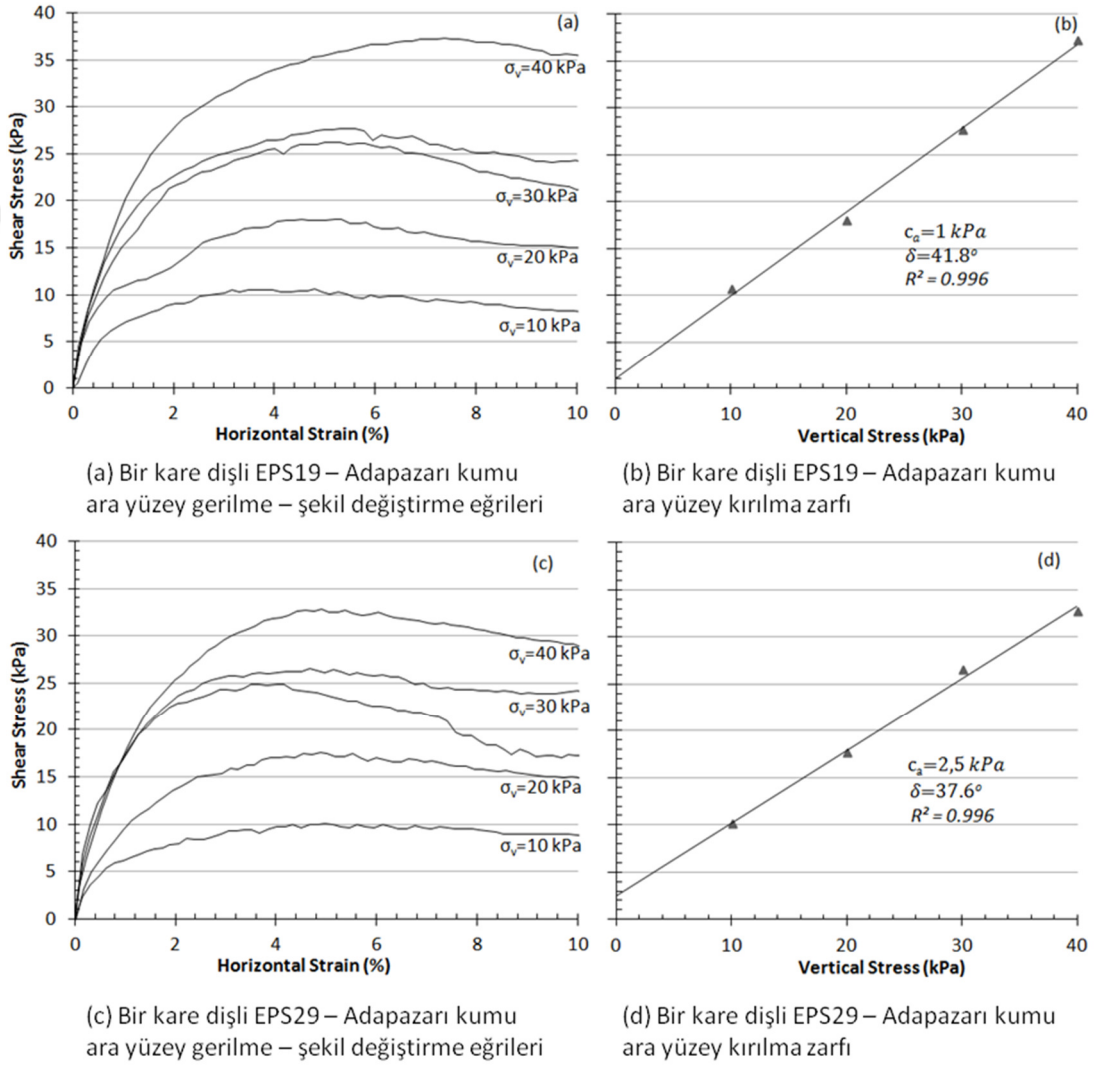 (a)
40
35
30
25
20
15
10
5
0
Shear Stress (kPa)
σv=40 kPa
σv=30 kPa
σv=20 kPa
σv=10 kPa
0 2 4 6 8 10
Horizontal Strain (%)
(b)
ca=1 kPa
δ=41.8o
R² = 0.996
0 10 20 30 40
Vertical Stress (kPa)
(a) Bir kare dişli EPS19 – Adapazarı kumu
ara yüzey gerilme – şekil değiştirme eğrileri
(b) Bir kare dişli EPS19 – Adapazarı kumu
ara yüzey kırılma zarfı
(c)
40
35
30
25
20
15
10
5
0
Shear Stress (kPa)
σv=40 kPa
σv=30 kPa
σv=20 kPa
σv=10 kPa
0 2 4 6 8 10
Horizontal Strain (%)
(d)
ca=2,5 kPa
δ=37.6o
R² = 0.996
0 10 20 30 40
Vertical Stress (kPa)
(c) Bir kare dişli EPS29 – Adapazarı kumu
ara yüzey gerilme – şekil değiştirme eğrileri
(d) Bir kare dişli EPS29 – Adapazarı kumu
ara yüzey kırılma zarfı